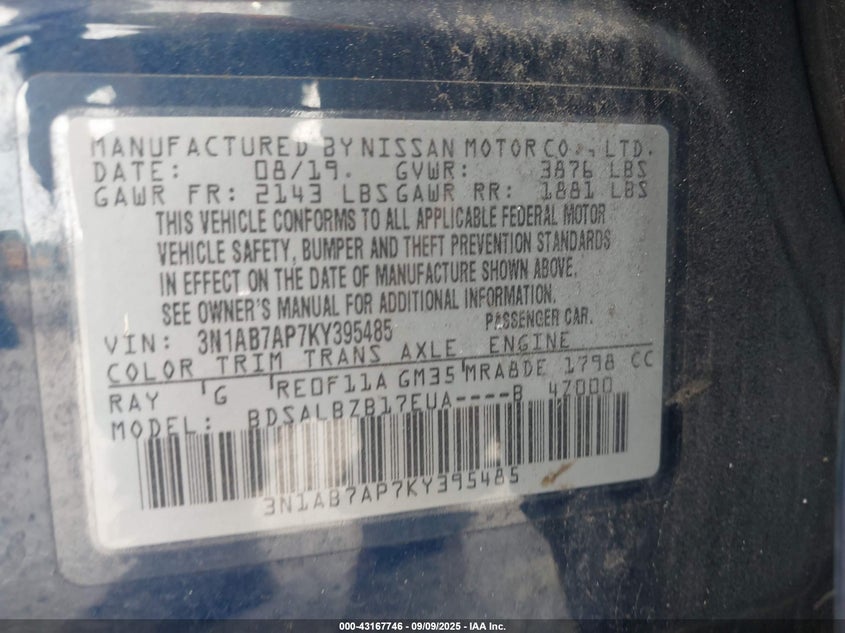 MANUFACTURED BY NISSAN MOTOR CO., LTD.
DATE: 08/19. GVWR: 3876 LBS
GAWR FR: 2143 LBS GAWR RR: 1881 LBS
THIS VEHICLE CONFORMS TO ALL APPLICABLE FEDERAL MOTOR
VEHICLE SAFETY, BUMPER AND THEFT PREVENTION STANDARDS
IN EFFECT ON THE DATE OF MANUFACTURE SHOWN ABOVE.
SEE OWNER'S MANUAL FOR ADDITIONAL INFORMATION.
VIN: 3N1AB7AP7KY395485 PASSENGER CAR.
COLOR TRIM TRANS AXLE ENGINE
RAY G RE0F11A GM35 MRA8DE 1798 CC
MODEL: BDSALBZB17EUA----B 47000
3N1AB7AP7KY395485
000-43167746 - 09/09/2025 - IAA Inc.